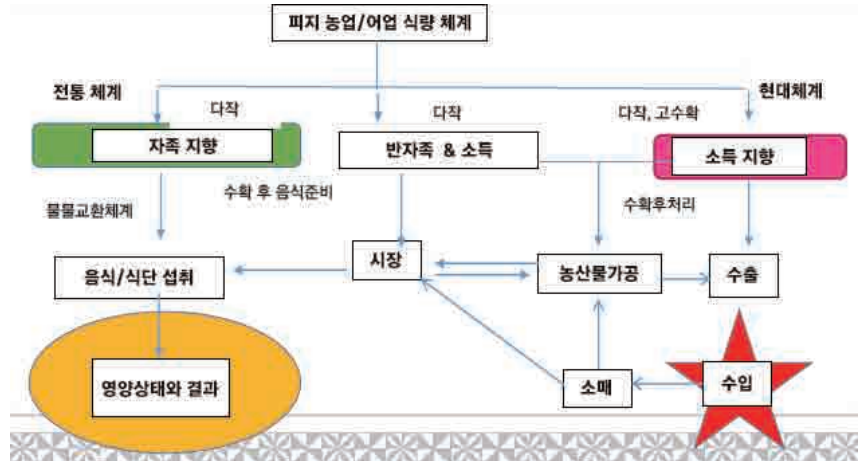 피지 농업/어업 식량 체계
전통 체계
현대체계
다작
다작
다작, 고수확
자족 지향
반자족 & 소득
소득 지향
수확 후 음식준비
수확후처리
물물교환체계
시장
음식/식단 섭취
농산물가공
수출
영양상태와 결과
소매
수입